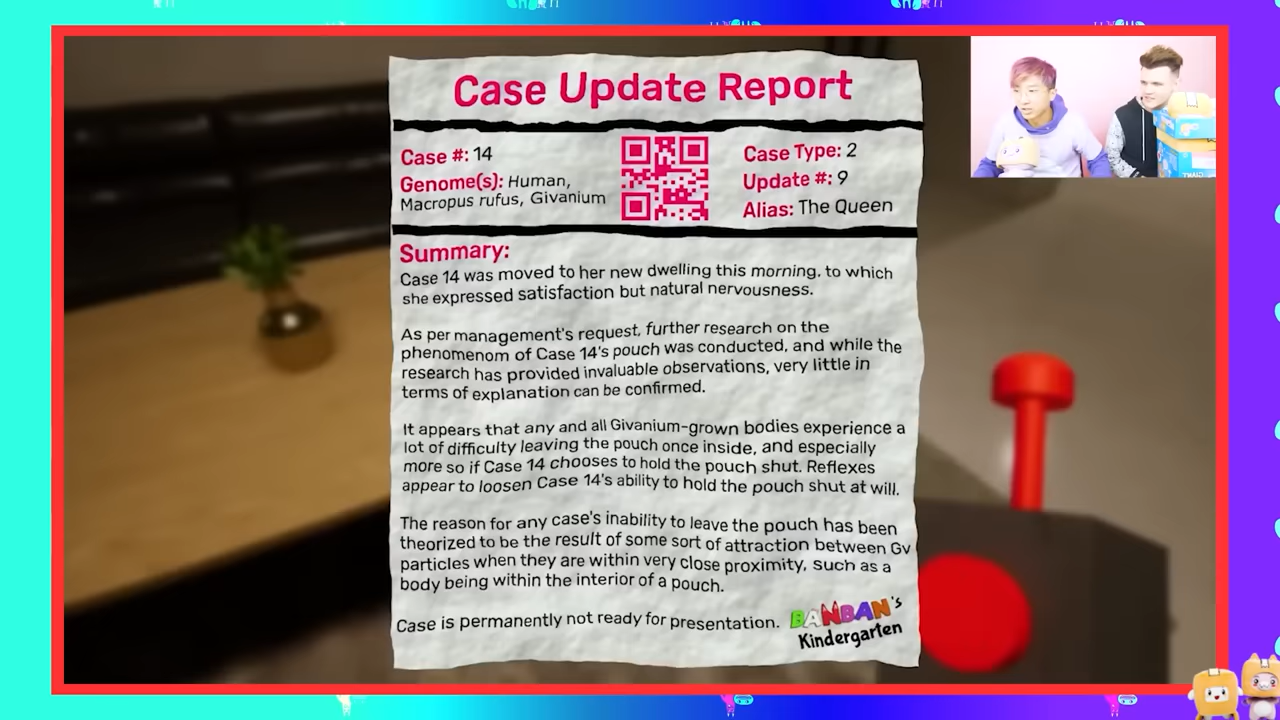 Case Update Report
Case #: 14
Genome(s): Human,
Macropus rufus, Givanium
Case Type: 2
Update #: 9
Alias: The Queen
Summary:
Case 14 was moved to her new dwelling this morning, to which
she expressed satisfaction but natural nervousness.
As per management's request, further research on the
phenomenom of Case 14's pouch was conducted, and while the
research has provided invaluable observations, very little in
terms of explanation can be confirmed.
It appears that any and all Givanium-grown bodies experience a
lot of difficulty leaving the pouch once inside, and especially
more so if Case 14 chooses to hold the pouch shut. Reflexes
appear to loosen Case 14's ability to hold the pouch shut at will.
The reason for any case's inability to leave the pouch has been
theorized to be the result of some sort of attraction between Gv
particles when they are within very close proximity, such as a
body being within the interior of a pouch.
Case is permanently not ready for presentation.
BANBAN's
Kindergarten